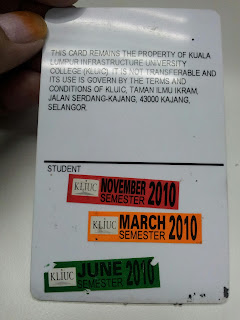 THIS CARD REMAINS THE PROPERTY OF KUALA
LUMPUR INFRASTRUCTURE UNIVERSITY
COLLEGE (KLIUC). IT IS NOT TRANSFERABLE AND
ITS USE IS GOVERN BY THE TERMS AND
CONDITIONS OF KLIUC, TAMAN ILMU IKRAM,
JALAN SERDANG-KAJANG, 43000 KAJANG,
SELANGOR.
STUDENT
KLIUC NOVEMBER 2010
SEMESTER
KLIUC MARCH 2010
SEMESTER
KLIUC JUNE 2010
SEMESTER